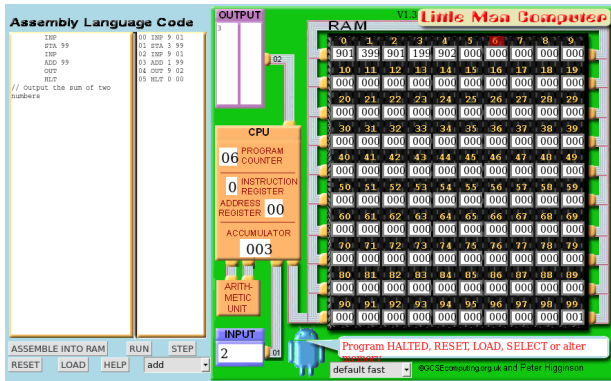 Assembly Language Code
INP
STA 99
INP
ADD 99
OUT
HLT
// Output the sum of two
numbers
00 INP 9 01
01 STA 3 99
02 INP 9 01
03 ADD 1 99
04 OUT 9 02
05 HLT 0 00
ASSEMBLE INTO RAM RUN STEP
RESET LOAD HELP add
OUTPUT
3
02
CPU
06 PROGRAM
COUNTER
0 INSTRUCTION
REGISTER
ADDRESS
REGISTER 00
ACCUMULATOR
003
ARITH-
METIC
UNIT
INPUT
2
01
V1.3 Little Man Computer
RAM
0 1 2 3 4 5 6 7 8 9
901 399 901 199 902 000 000 000 000
10 11 12 13 14 15 16 17 18 19
000 000 000 000 000 000 000 000 000
20 21 22 23 24 25 26 27 28 29
000 000 000 000 000 000 000 000 000
30 31 32 33 34 35 36 37 38 39
000 000 000 000 000 000 000 000 000
40 41 42 43 44 45 46 47 48 49
000 000 000 000 000 000 000 000 000
50 51 52 53 54 55 56 57 58 59
000 000 000 000 000 000 000 000 000
60 61 62 63 64 65 66 67 68 69
000 000 000 000 000 000 000 000 000
70 71 72 73 74 75 76 77 78 79
000 000 000 000 000 000 000 000 000
80 81 82 83 84 85 86 87 88 89
000 000 000 000 000 000 000 000 000
90 91 92 93 94 95 96 97 98 99
000 000 000 000 000 000 000 000 000 001
Program HALTED, RESET, LOAD, SELECT or alter
memory
default fast
©GCSEcomputing.org.uk and Peter Higginson